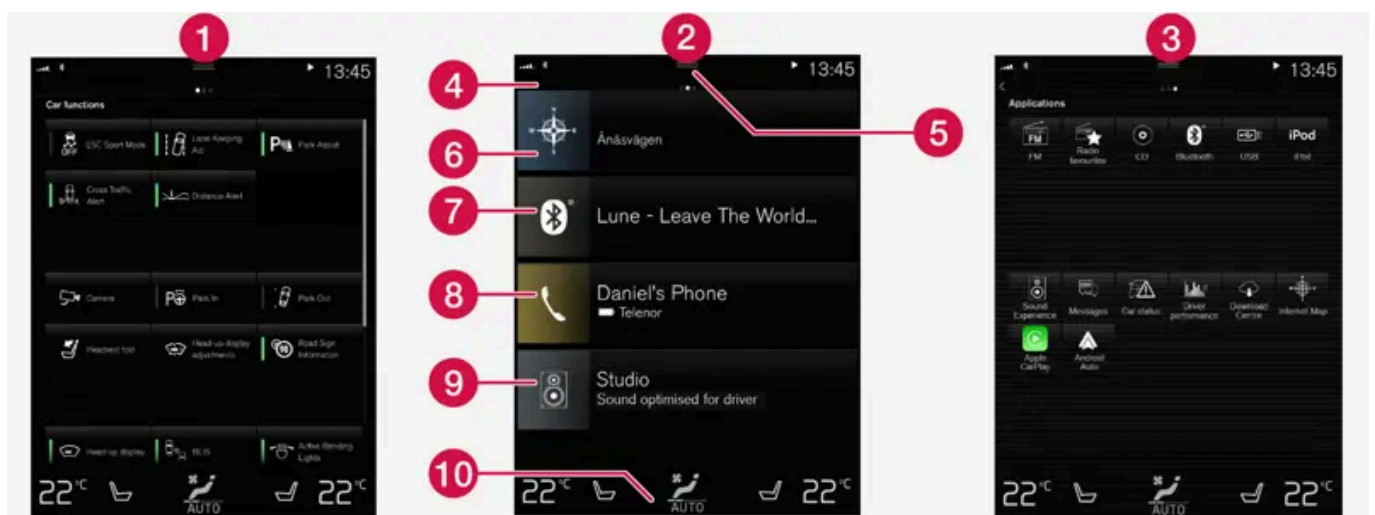 1
2
3
13:45
Car functions
ESC Sport Mode
OFF
Lane Keeping
Aid
Park Assist
Cross Traffic
Alert
Distance Alert
Camera
Park In
Park Out
Headrest fold
Head-up display
adjustments
Road Sign
Information
Head-up display
BLIS
Active Bending
Lights
22°C
AUTO
22°C
4
13:45
5
6
Ånäsvägen
7
Lune - Leave The World...
8
Daniel's Phone
Telenor
9
Studio
Sound optimised for driver
10
22°C
AUTO
22°C
13:45
Applications
FM
FM
Radio
favourites
CD
Bluetooth
USB
iPod
iPod
Sound
Experience
Messages
Car status
Driver
performance
Download
Centre
Internet Map
Apple
CarPlay
Android
Auto
22°C
AUTO
22°C